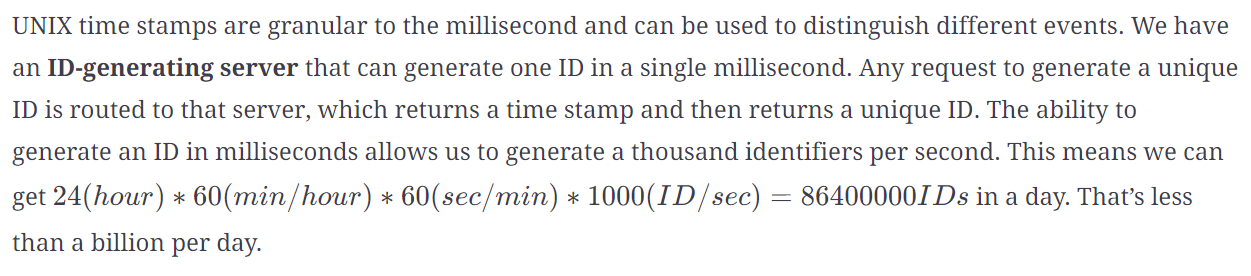 UNIX time stamps are granular to the millisecond and can be used to distinguish different events. We have
an ID-generating server that can generate one ID in a single millisecond. Any request to generate a unique
ID is routed to that server, which returns a time stamp and then returns a unique ID. The ability to
generate an ID in milliseconds allows us to generate a thousand identifiers per second. This means we can
get 24(hour) ∗ 60(min/hour) ∗ 60(sec/min) ∗ 1000(ID/sec) = 86400000IDs in a day. That’s less
than a billion per day.